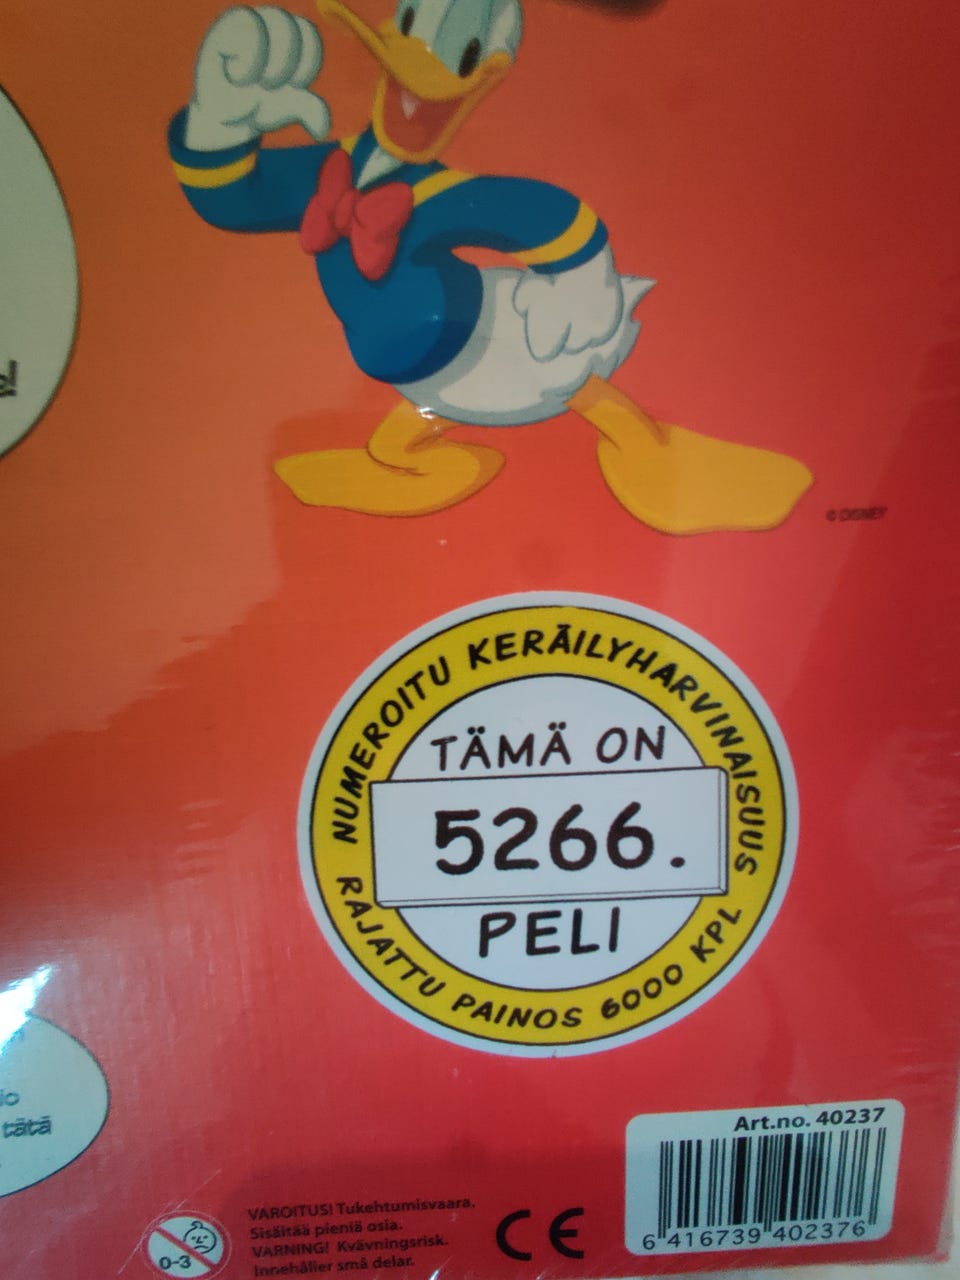 © DISNEY
NUMEROITU KERÄILYHARVINAISUUS
TÄMÄ ON
5266.
PELI
RAJATTU PAINOS 6000 KPL
tätä
Art.no. 40237
6 416739 402376
VAROITUS! Tukehtumisvaara.
Sisältää pieniä osia.
VARNING! Kvävningsrisk.
Innehåller små delar.
0-3
CE